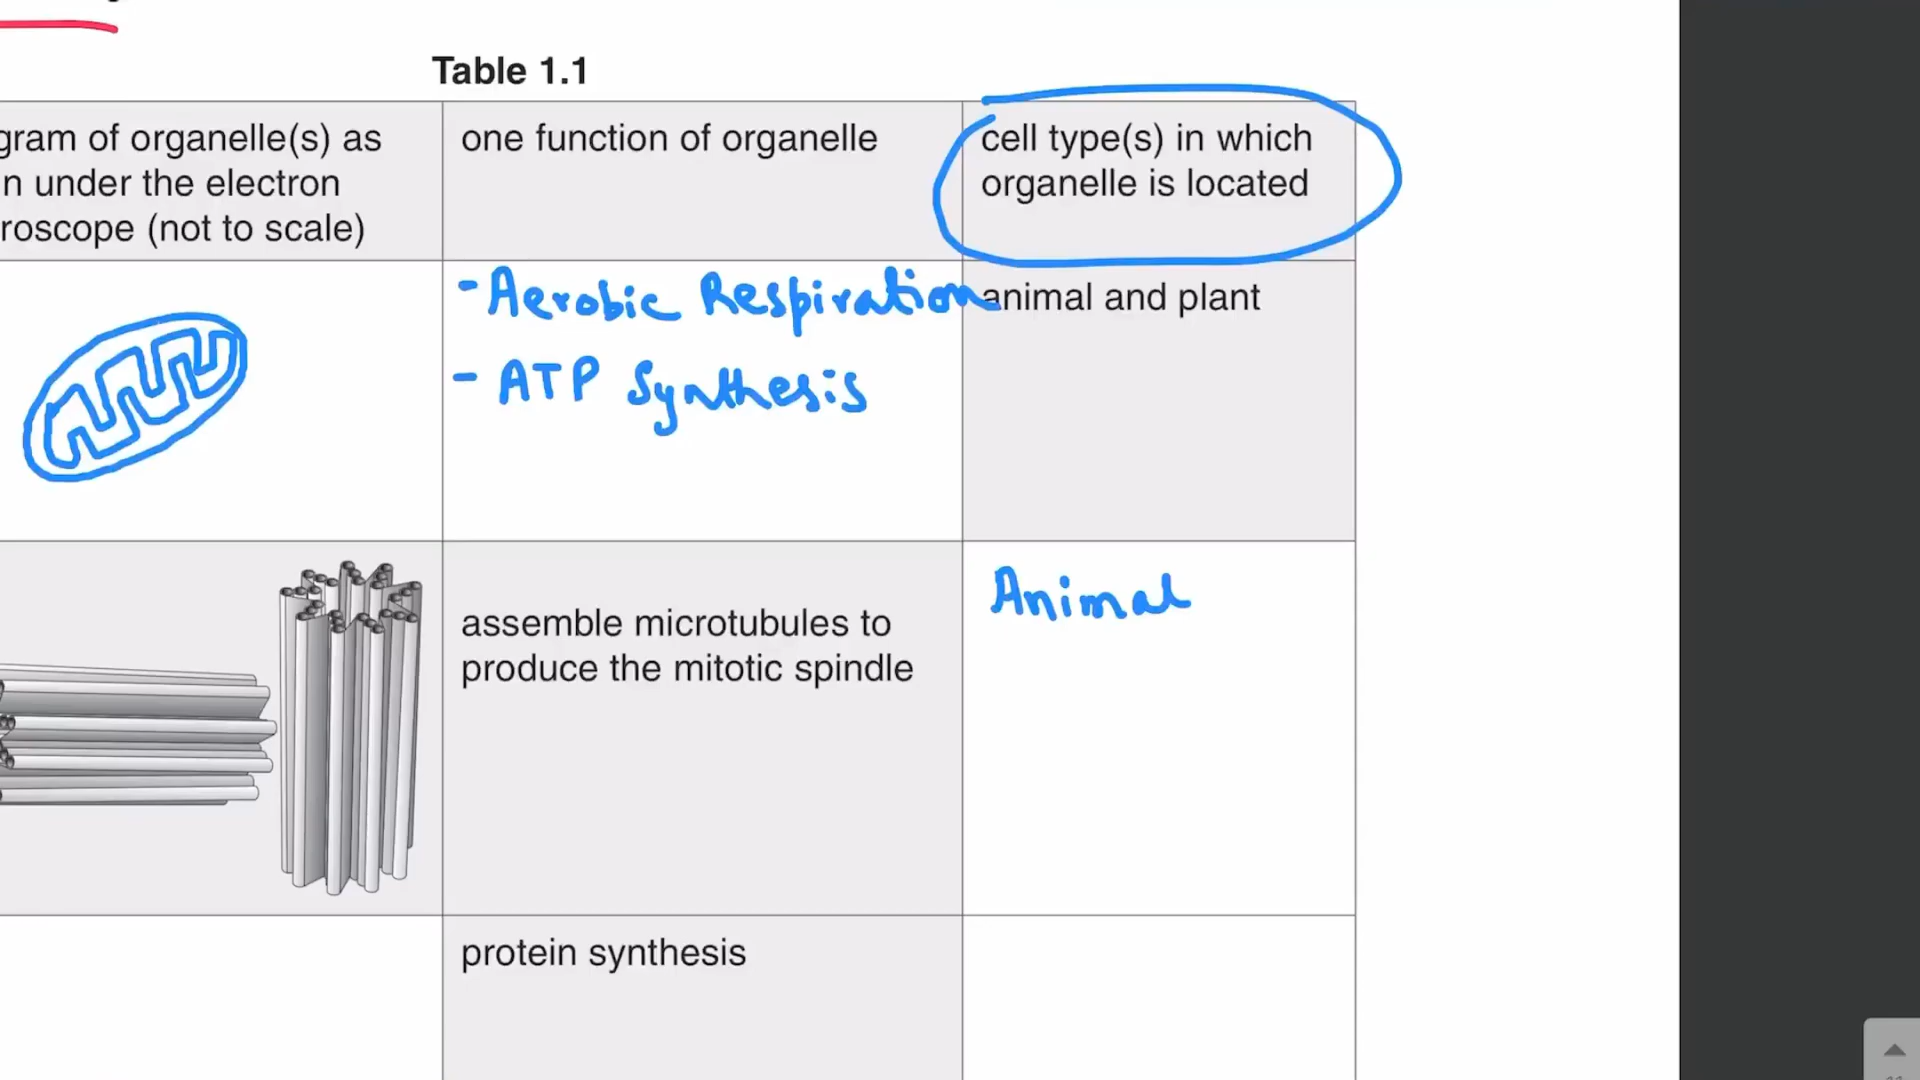 Table 1.1
gram of organelle(s) as
n under the electron
roscope (not to scale)
one function of organelle
cell type(s) in which
organelle is located
- Aerobic Respiration
- ATP Synthesis
animal and plant
assemble microtubules to
produce the mitotic spindle
Animal
protein synthesis